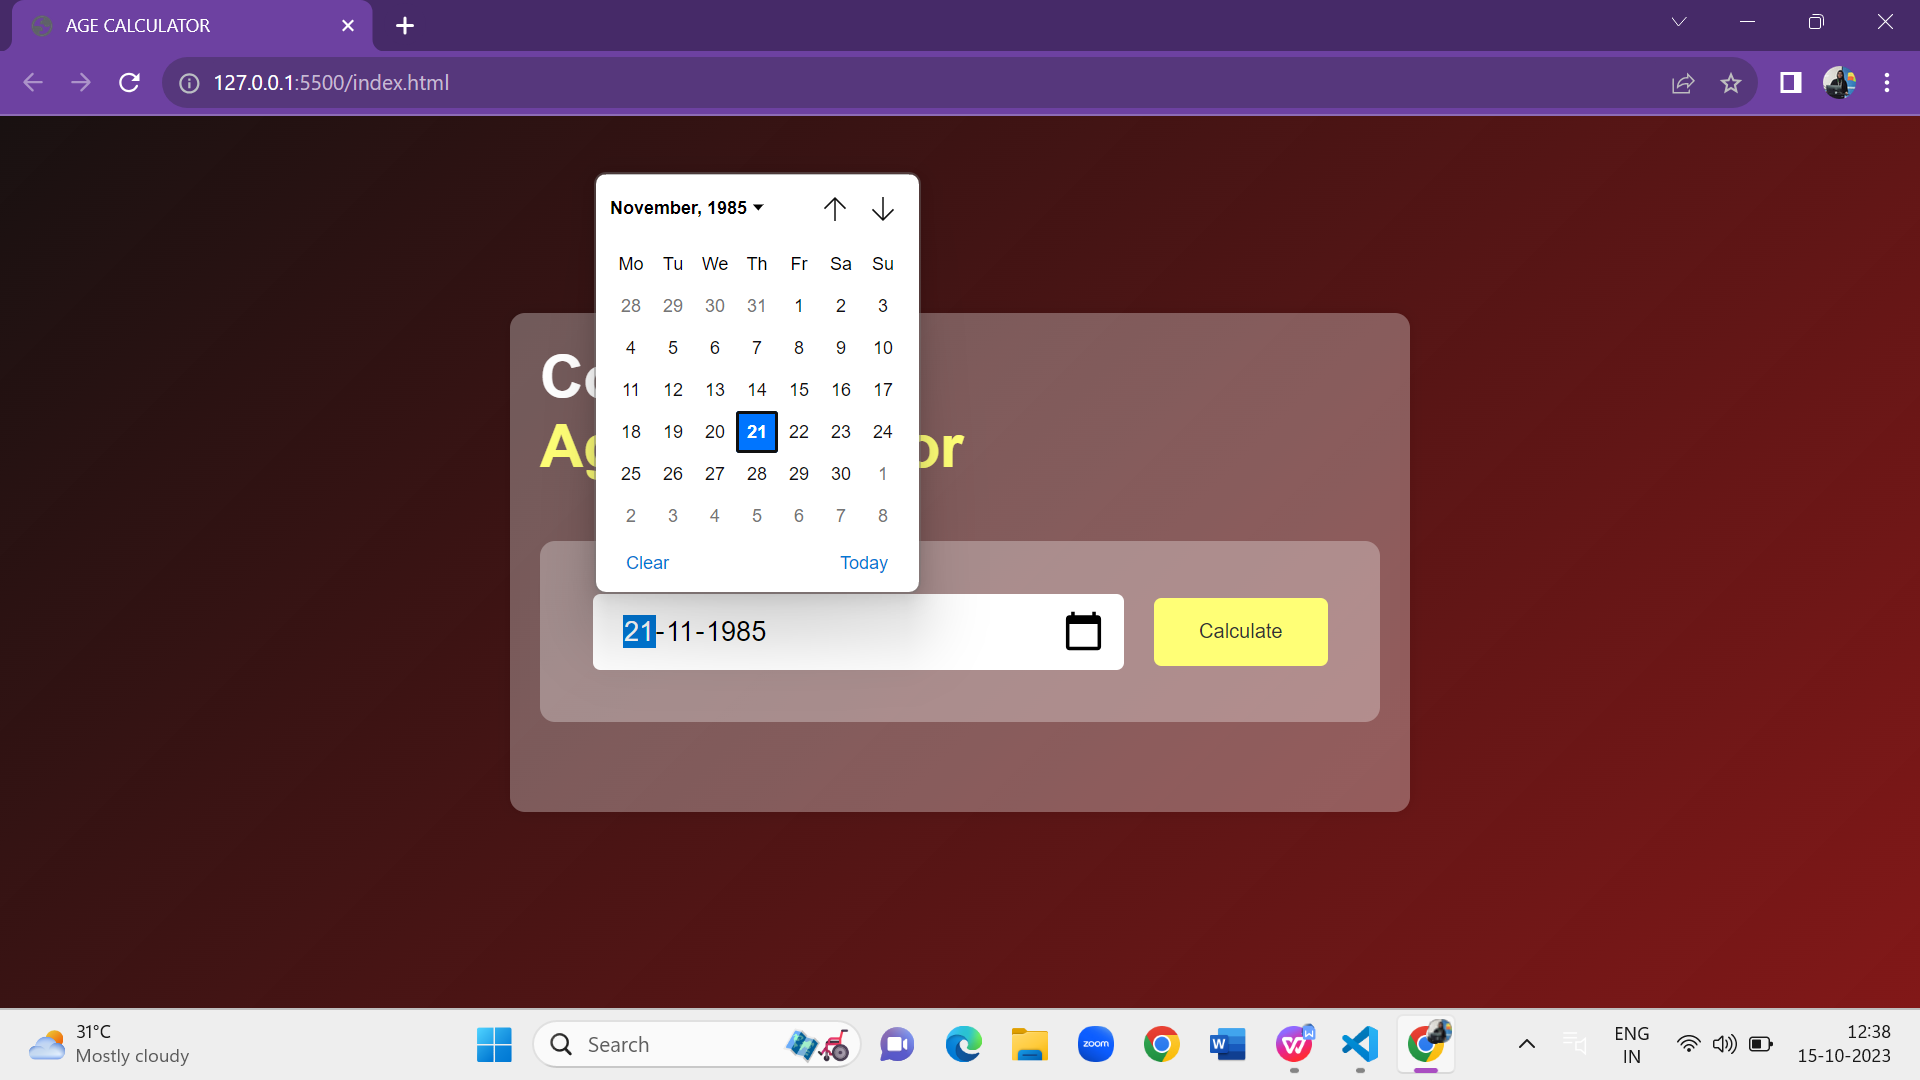 AGE CALCULATOR
127.0.0.1:5500/index.html
November, 1985
Mo Tu We Th Fr Sa Su
28 29 30 31 1 2 3
4 5 6 7 8 9 10
11 12 13 14 15 16 17
18 19 20 21 22 23 24
25 26 27 28 29 30 1
2 3 4 5 6 7 8
Clear Today
21-11-1985
Calculate
31°C
Mostly cloudy
Search
zoom
W
W
ENG
IN
12:38
15-10-2023